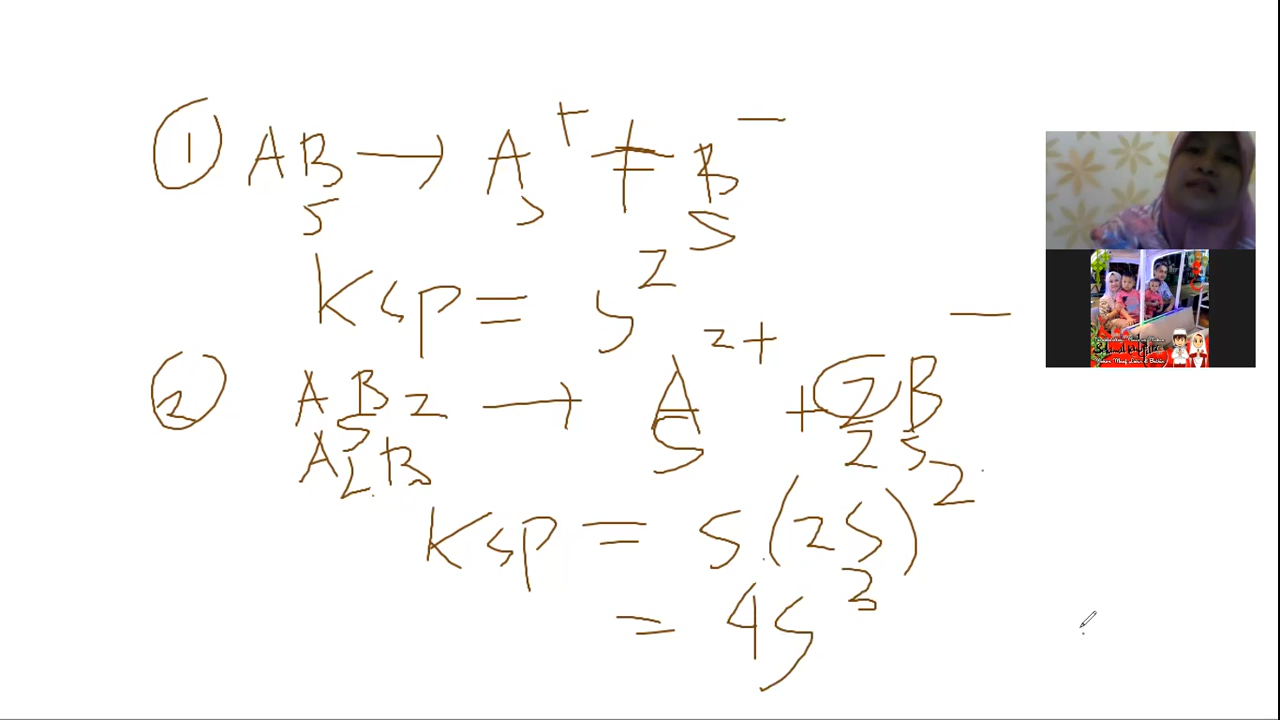 ① AB → A⁺ + B⁻
s s s
Ksp = s²
② AB₂ → A²⁺ + 2B⁻
s s 2s
A₂B
Ksp = s.(2s)²
= 4s³